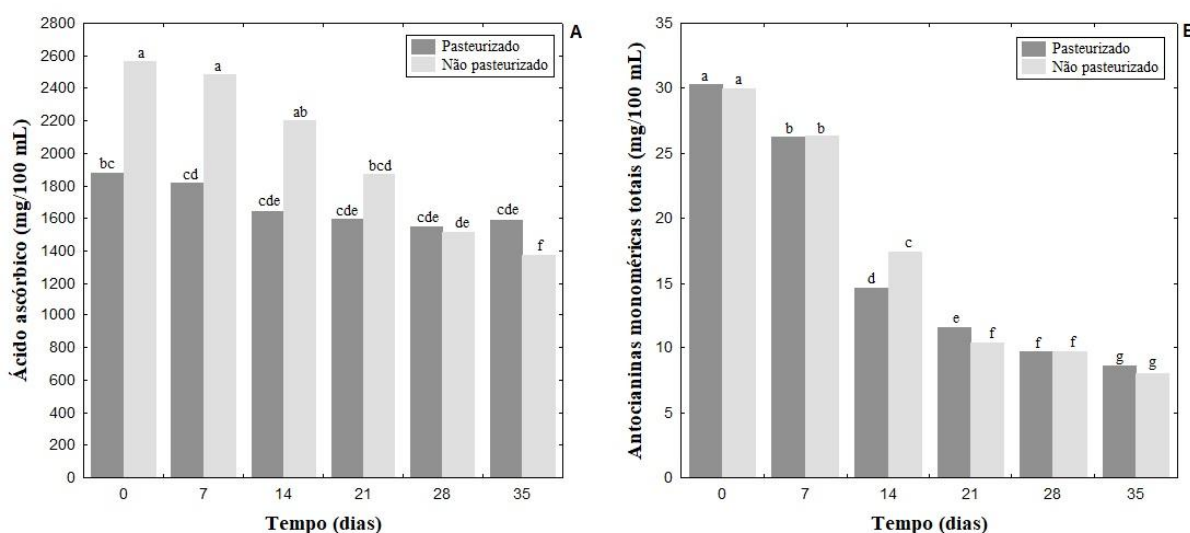 A
Pasteurizado
Não pasteurizado
Ácido ascórbico (mg/100 mL)
2800
2600
2400
2200
2000
1800
1600
1400
1200
1000
800
600
400
200
0
bc
a
cd
a
cde
ab
cde
bcd
cde
de
cde
f
0 7 14 21 28 35
Tempo (dias)
Pasteurizado
Não pasteurizado
Antocianinas monoméricas totais (mg/100 mL)
35
30
25
20
15
10
5
0
a
a
b
b
d
c
e
f
f
f
g
g
0 7 14 21 28 35
Tempo (dias)